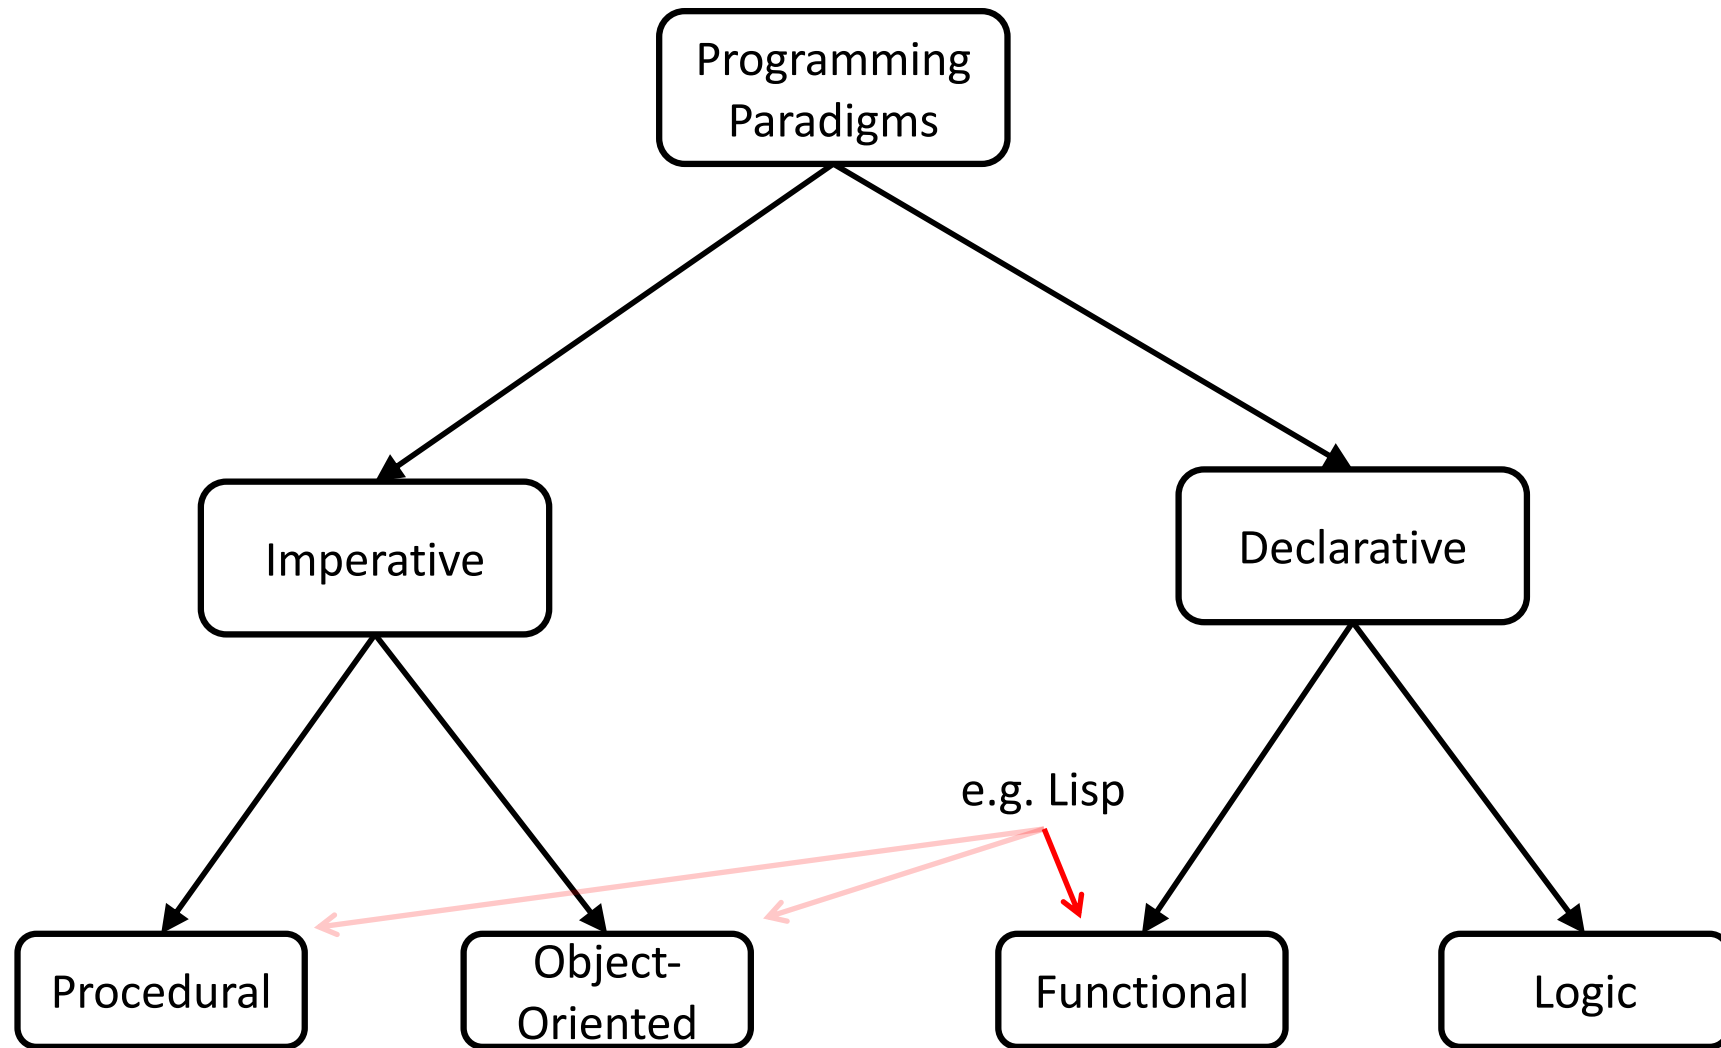 Programming
Paradigms
Imperative
Declarative
e.g. Lisp
Procedural
Object-
Oriented
Functional
Logic